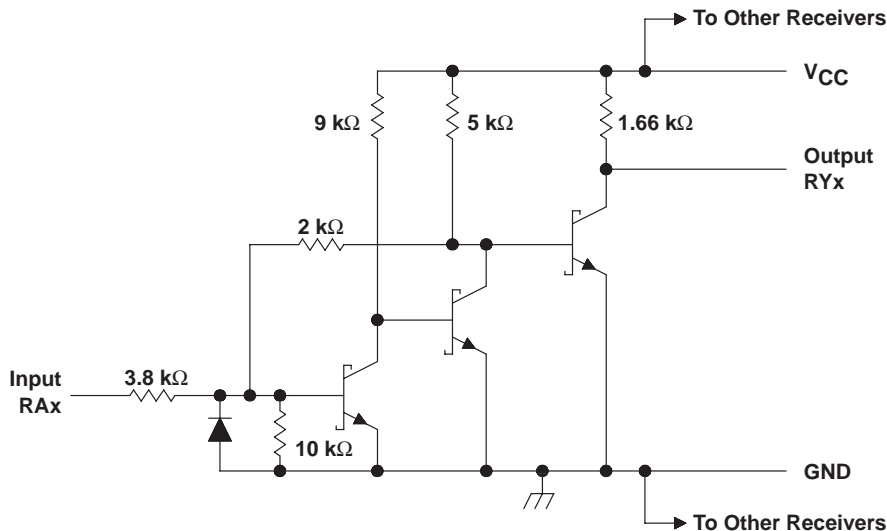 To Other Receivers
VCC
9 kΩ
5 kΩ
1.66 kΩ
Output
RYx
2 kΩ
Input
RAx
3.8 kΩ
10 kΩ
GND
To Other Receivers